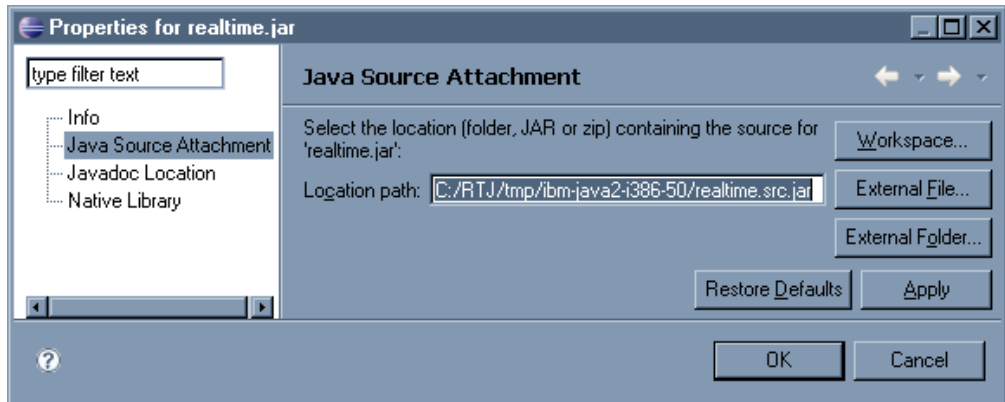 Properties for realtime.jar
type filter text
Info
Java Source Attachment
Javadoc Location
Native Library
Java Source Attachment
Select the location (folder, JAR or zip) containing the source for
'realtime.jar':
Workspace...
Location path: C:/RTJ/tmp/ibm-java2-i386-50/realtime.src.jar
External File...
External Folder...
Restore Defaults
Apply
?
OK
Cancel